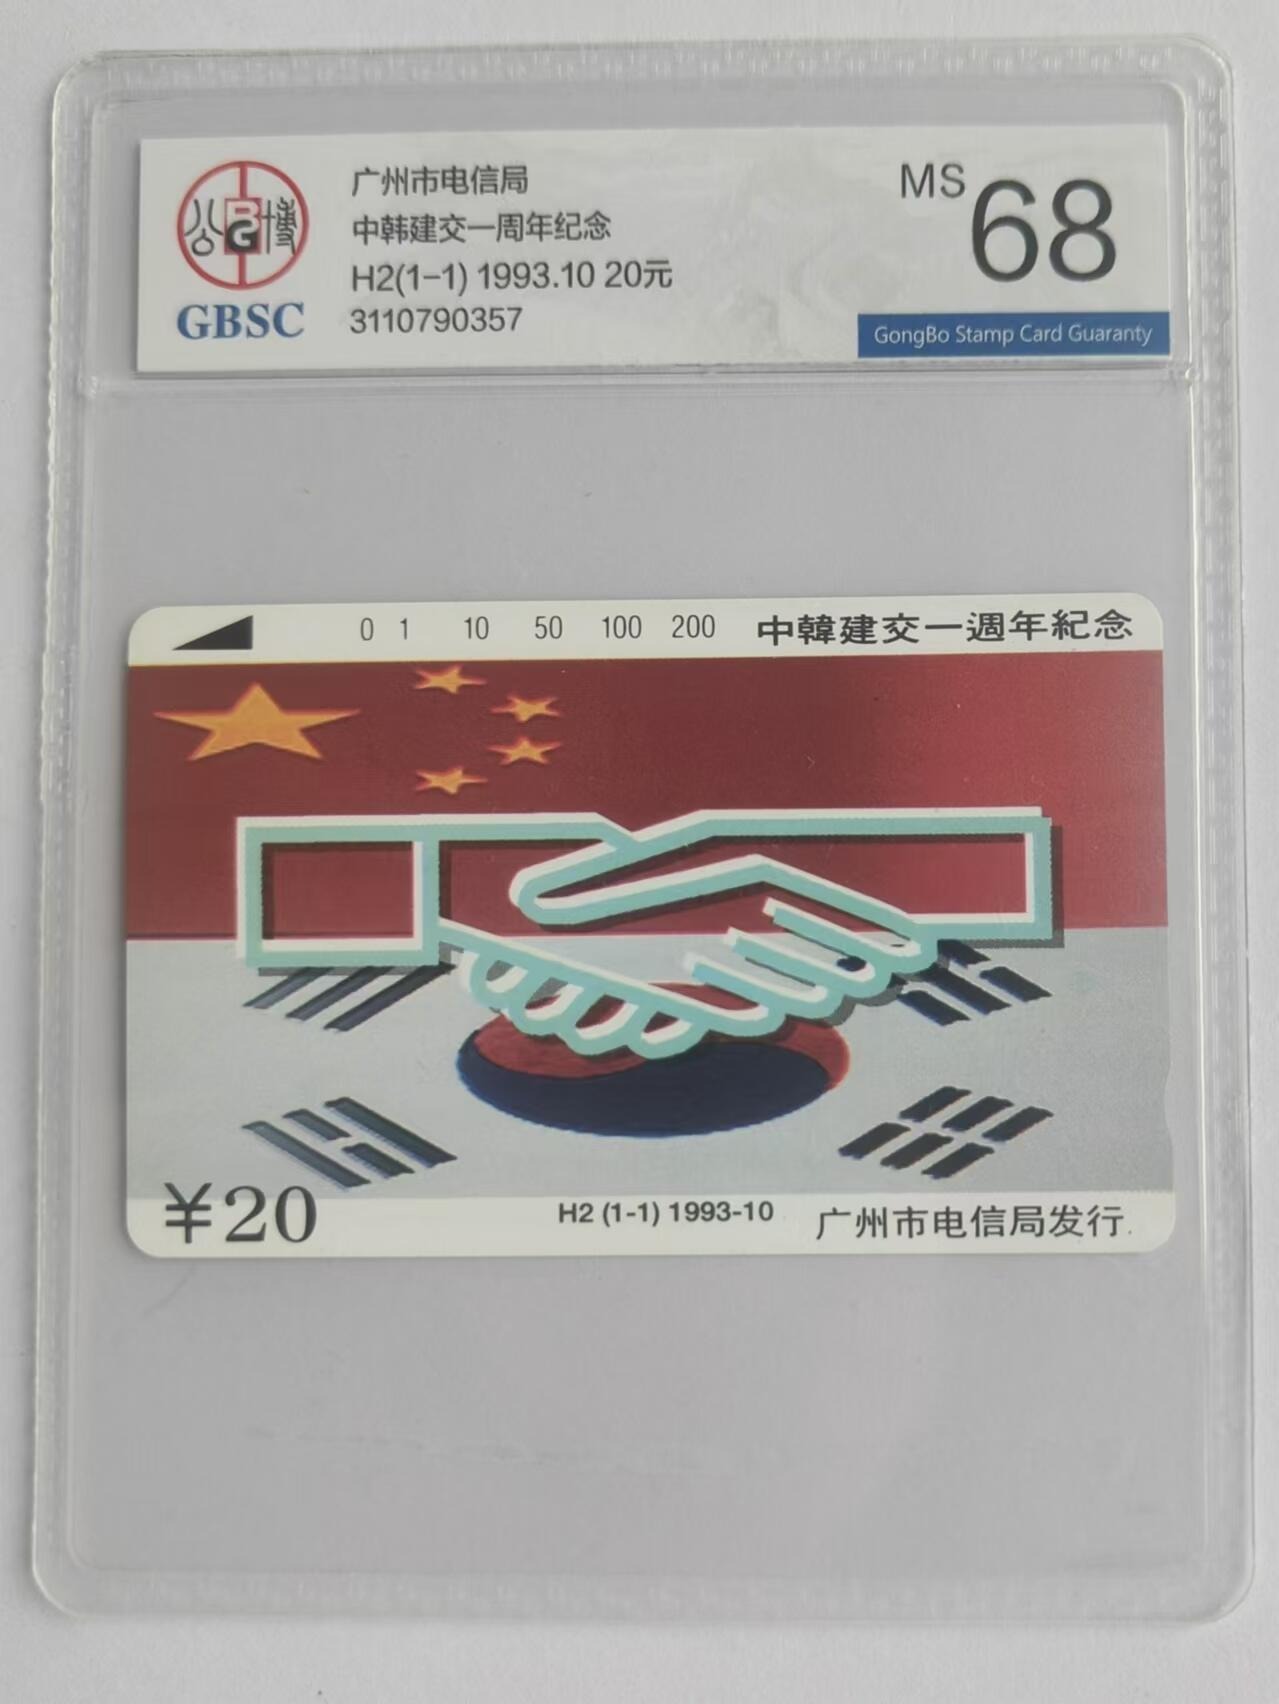 公 BG 博
GBSC
广州市电信局
中韩建交一周年纪念
H2(1-1) 1993.10 20元
3110790357
MS 68
GongBo Stamp Card Guaranty
0 1 10 50 100 200
中韓建交一週年紀念
¥20
H2 (1-1) 1993-10
广州市电信局发行.